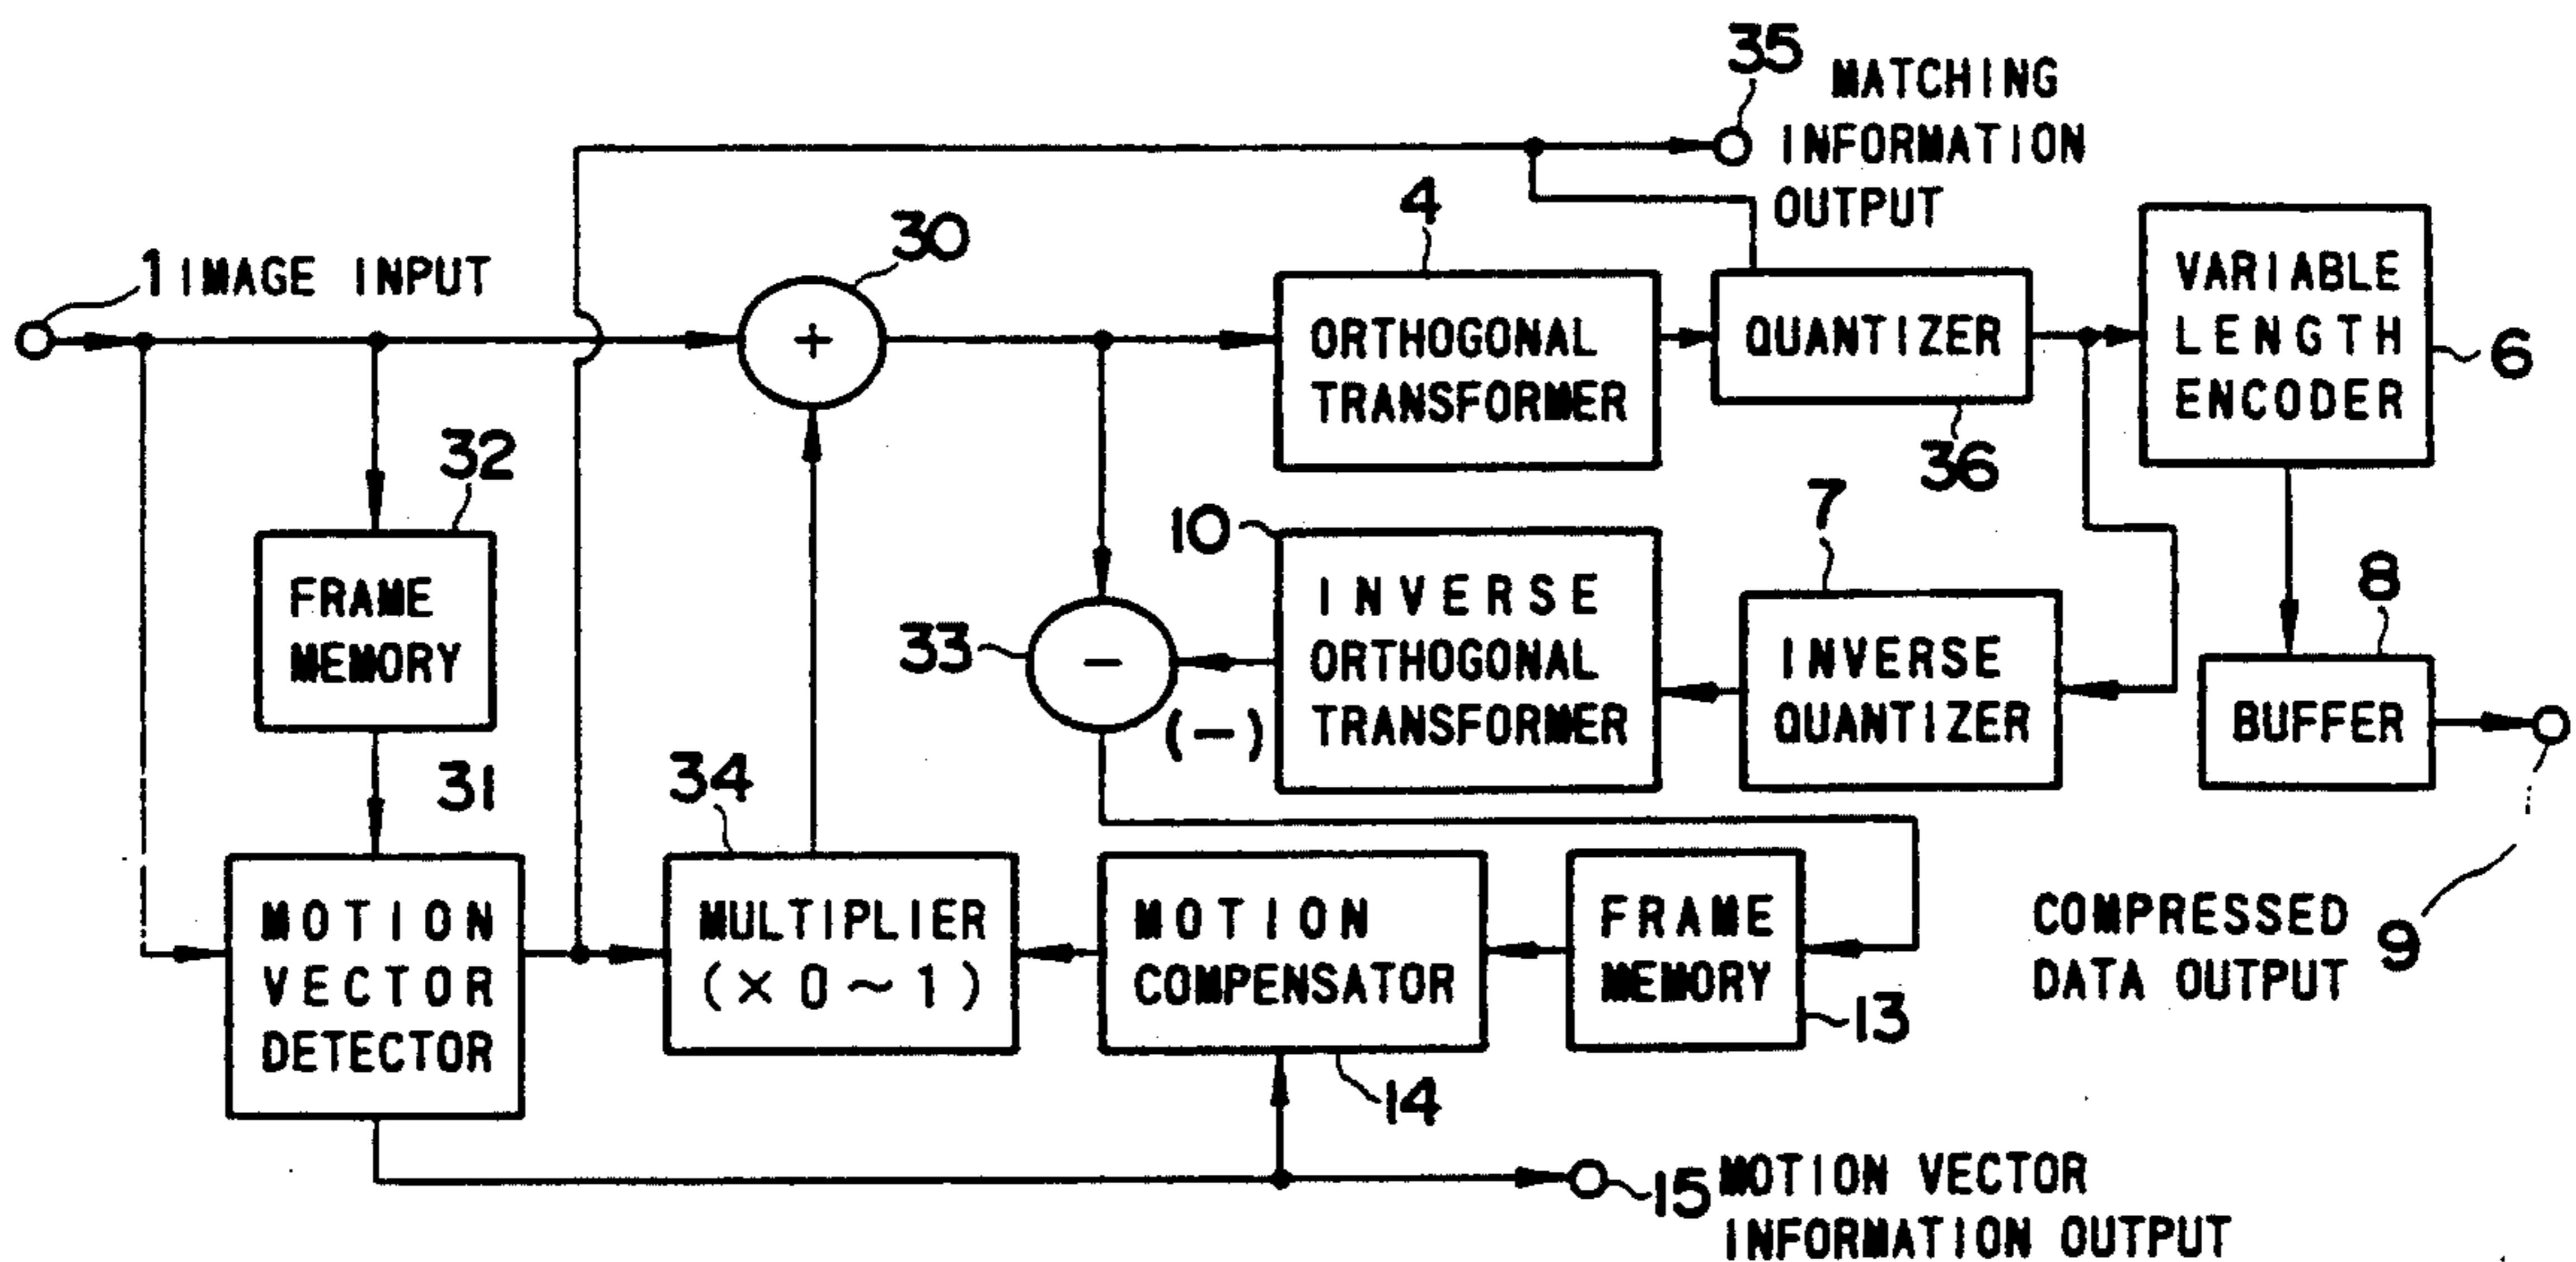 35
MATCHING
INFORMATION
OUTPUT
1 IMAGE INPUT
30
+
4
ORTHOGONAL
TRANSFORMER
QUANTIZER
36
VARIABLE
LENGTH
ENCODER
6
32
FRAME
MEMORY
33
−
(−)
10
INVERSE
ORTHOGONAL
TRANSFORMER
7
INVERSE
QUANTIZER
8
BUFFER
31
MOTION
VECTOR
DETECTOR
34
MULTIPLIER
(×0~1)
MOTION
COMPENSATOR
14
FRAME
MEMORY
13
COMPRESSED
DATA OUTPUT
9
15 MOTION VECTOR
INFORMATION OUTPUT